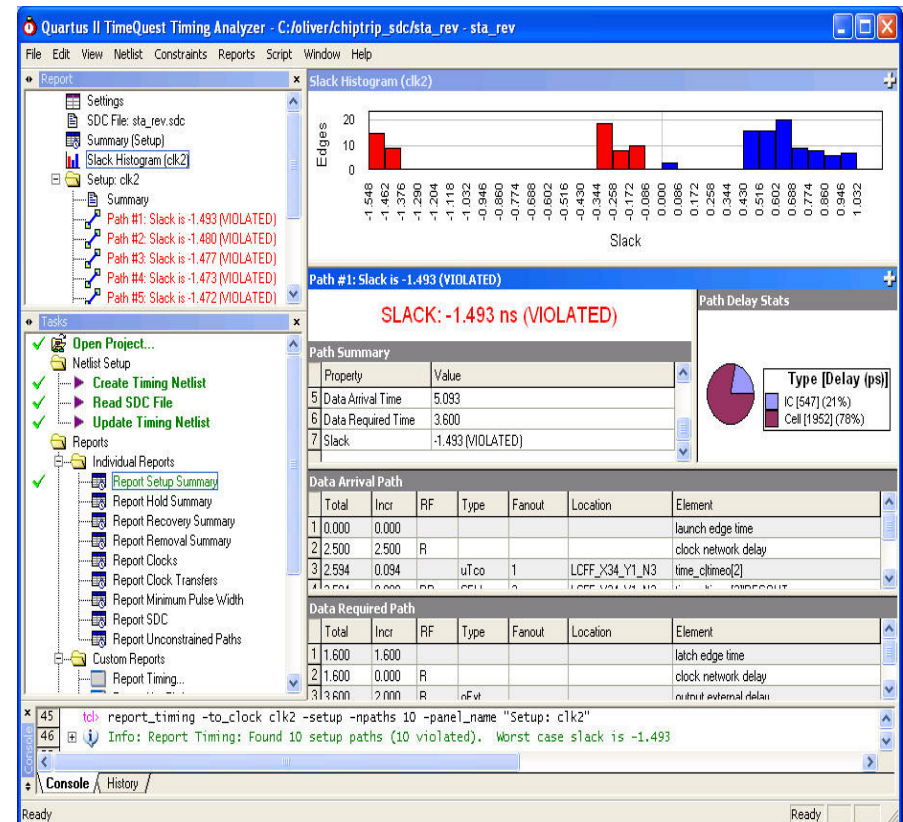 Quartus II TimeQuest Timing Analyzer - C:/oliver/chiptrip_sdc/sta_rev - sta_rev
File Edit View Netlist Constraints Reports Script Window Help
Report
Settings
SDC File: sta_rev.sdc
Summary (Setup)
Slack Histogram (clk2)
Setup: clk2
Summary
Path #1: Slack is -1.493 (VIOLATED)
Path #2: Slack is -1.480 (VIOLATED)
Path #3: Slack is -1.477 (VIOLATED)
Path #4: Slack is -1.473 (VIOLATED)
Path #5: Slack is -1.472 (VIOLATED)
Tasks
Open Project...
Netlist Setup
Create Timing Netlist
Read SDC File
Update Timing Netlist
Reports
Individual Reports
Report Setup Summary
Report Hold Summary
Report Recovery Summary
Report Removal Summary
Report Clocks
Report Clock Transfers
Report Minimum Pulse Width
Report SDC
Report Unconstrained Paths
Custom Reports
Report Timing...
Slack Histogram (clk2)
Edges
20
10
0
-1.548 -1.462 -1.376 -1.290 -1.204 -1.118 -1.032 -0.946 -0.860 -0.774 -0.688 -0.602 -0.516 -0.430 -0.344 -0.258 -0.172 -0.086 0.000 0.086 0.172 0.258 0.344 0.430 0.516 0.602 0.688 0.774 0.860 0.946 1.032
Slack
Path #1: Slack is -1.493 (VIOLATED)
SLACK: -1.493 ns (VIOLATED)
Path Summary
Property Value
5 Data Arrival Time 5.093
6 Data Required Time 3.600
7 Slack -1.493 (VIOLATED)
Path Delay Stats
Type [Delay (ps)]
IC [547] (21%)
Cell [1952] (78%)
Data Arrival Path
Total Incr RF Type Fanout Location Element
1 0.000 0.000 launch edge time
2 2.500 2.500 R clock network delay
3 2.594 0.094 uTco 1 LCFF_X34_Y1_N3 time_c|timeo[2]
Data Required Path
Total Incr RF Type Fanout Location Element
1 1.600 1.600 latch edge time
2 1.600 0.000 R clock network delay
3 3.600 2.000 R oExt output external delay
Console
45 tcl> report_timing -to_clock clk2 -setup -npaths 10 -panel_name "Setup: clk2"
46 Info: Report Timing: Found 10 setup paths (10 violated). Worst case slack is -1.493
Console History
Ready Ready